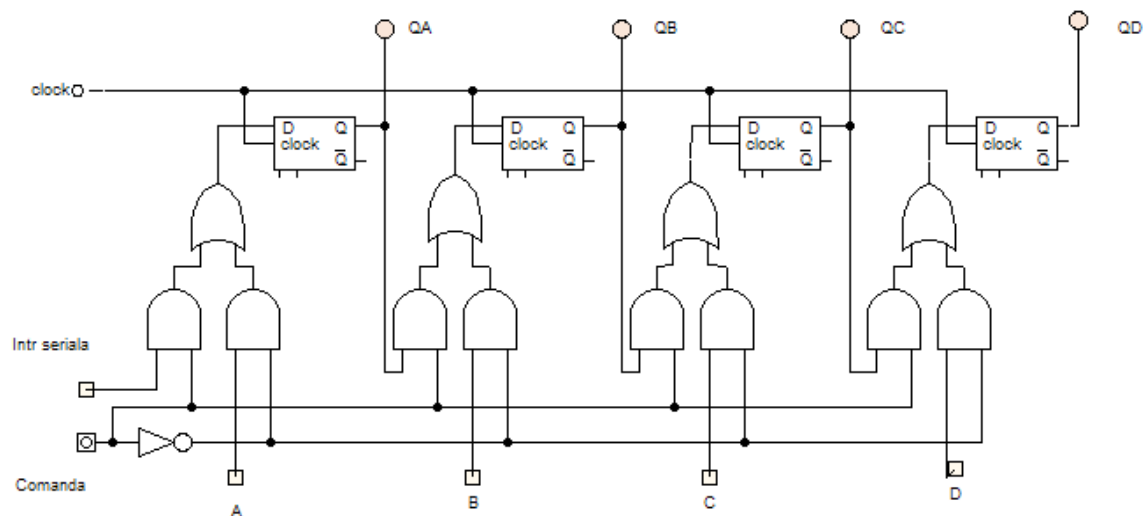 QA
QB
QC
QD
clock
D Q
clock
Q
D Q
clock
Q
D Q
clock
Q
D Q
clock
Q
Intr seriala
Comanda
A
B
C
D